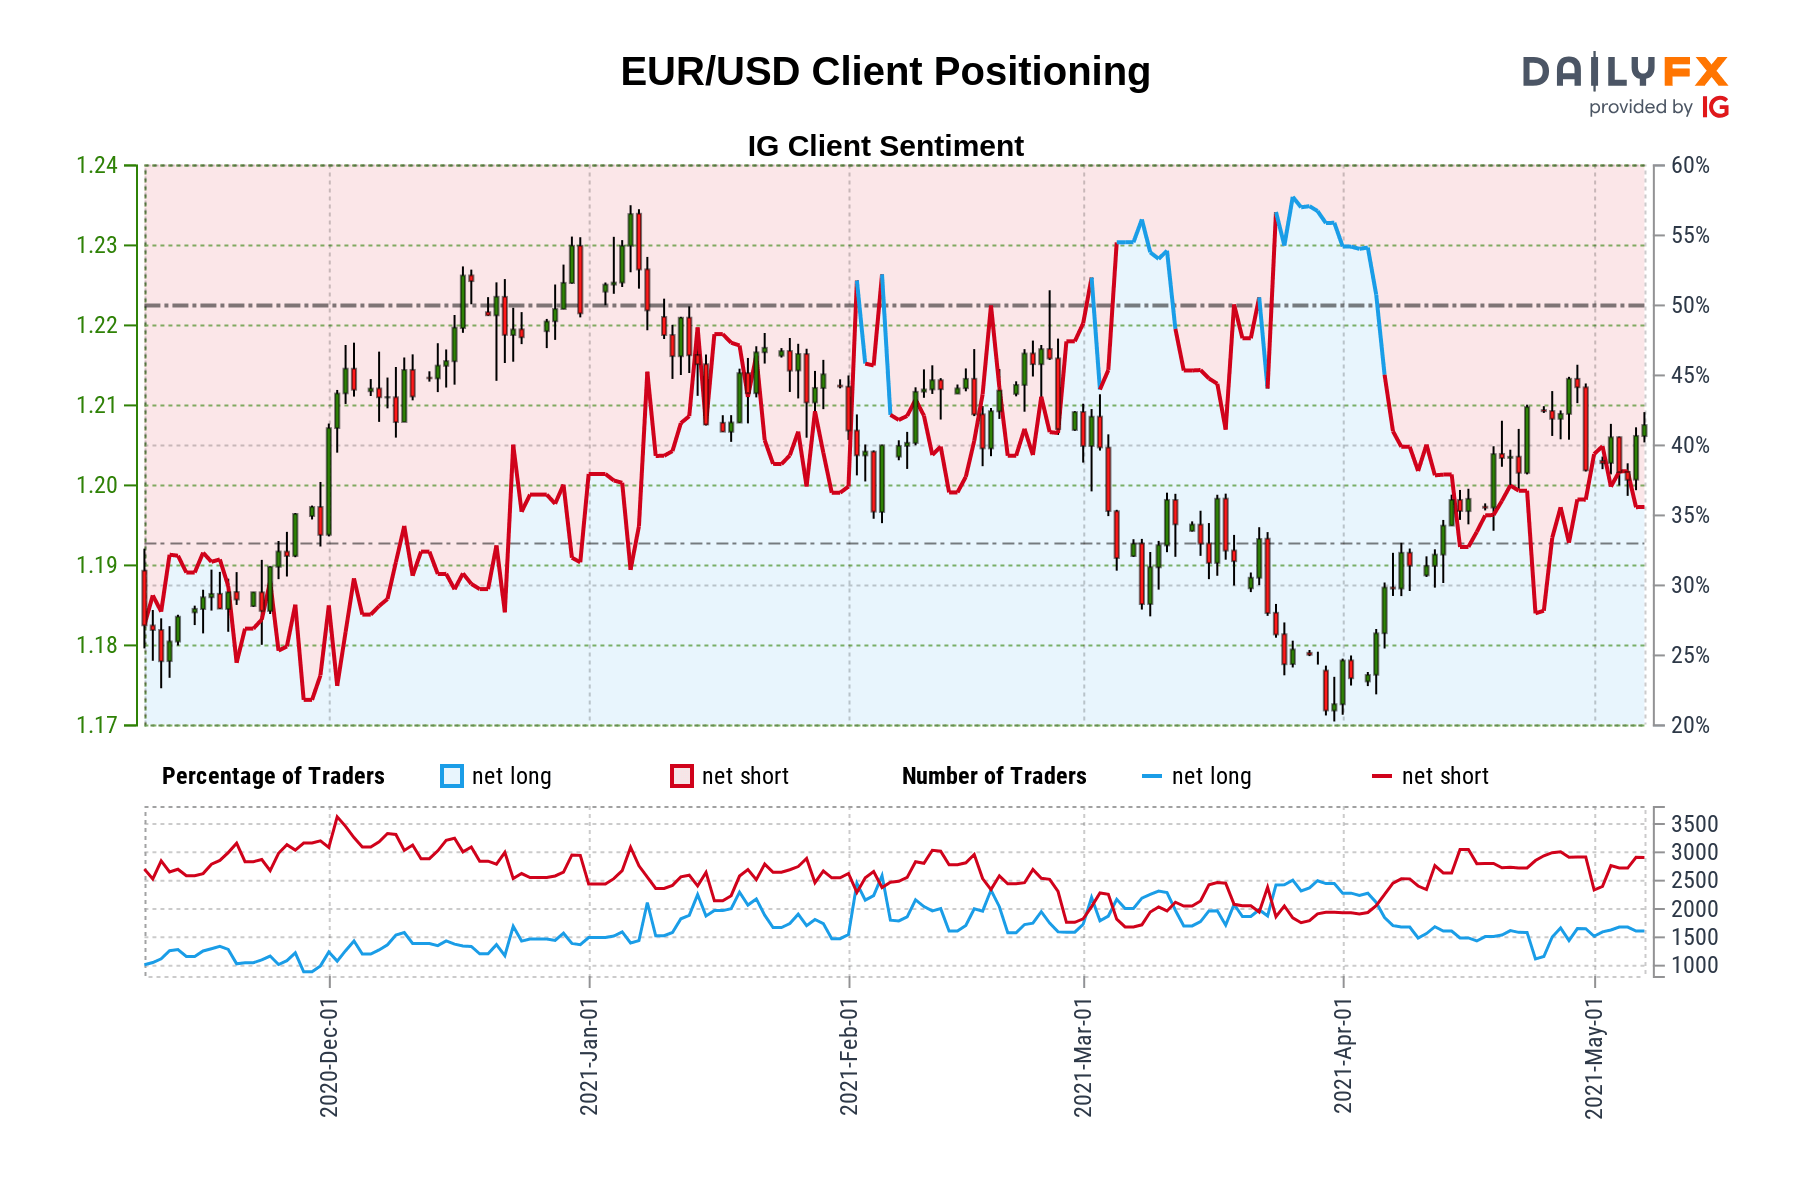 EUR/USD Client Positioning
DAILYFX
provided by IG
IG Client Sentiment
1.24
1.23
1.22
1.21
1.20
1.19
1.18
1.17
60%
55%
50%
45%
40%
35%
30%
25%
20%
Percentage of Traders net long net short Number of Traders net long net short
3500
3000
2500
2000
1500
1000
2020-Dec-01
2021-Jan-01
2021-Feb-01
2021-Mar-01
2021-Apr-01
2021-May-01